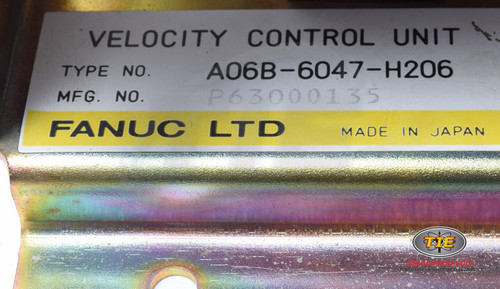 VELOCITY CONTROL UNIT
TYPE NO. A06B-6047-H206
MFG. NO. P63000135
FANUC LTD MADE IN JAPAN
TIE